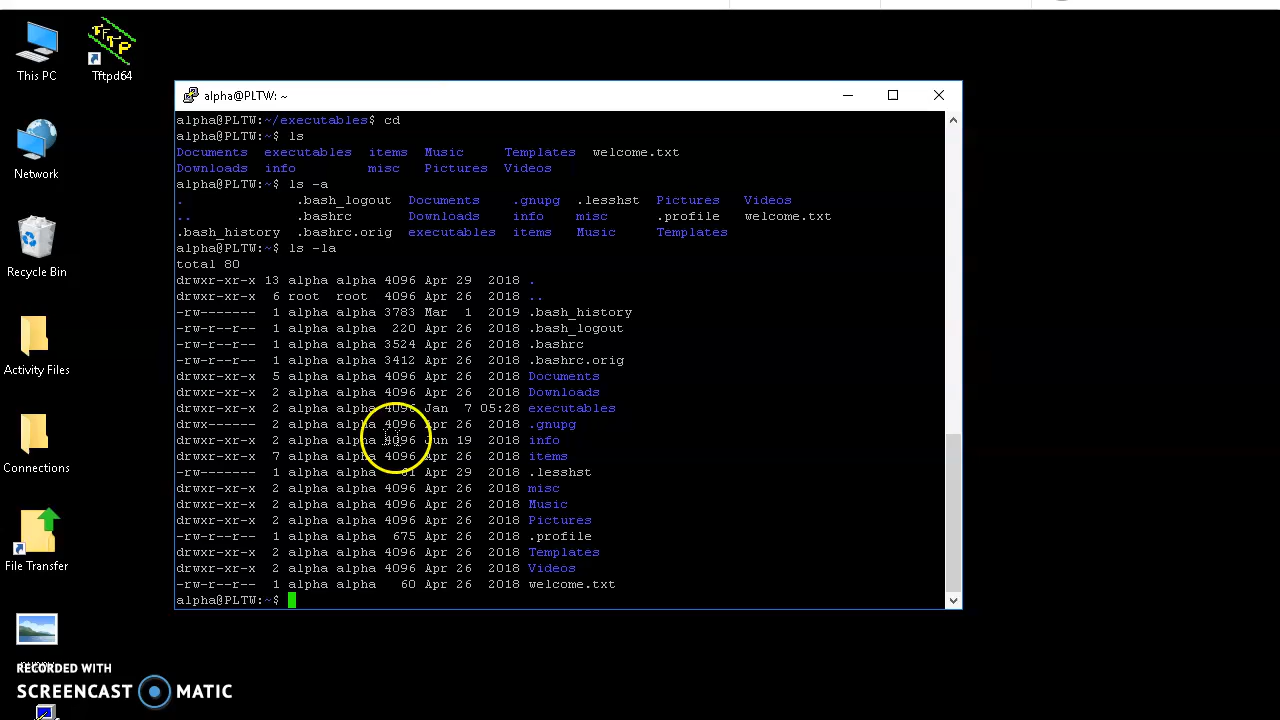 This PC
TFTP
Tftpd64
Network
Recycle Bin
Activity Files
Connections
File Transfer
alpha@PLTW: ~
alpha@PLTW:~/executables$ cd
alpha@PLTW:~$ ls
Documents executables items Music Templates welcome.txt
Downloads info misc Pictures Videos
alpha@PLTW:~$ ls -a
. .bash_logout Documents .gnupg .lesshst Pictures Videos
.. .bashrc Downloads info misc .profile welcome.txt
.bash_history .bashrc.orig executables items Music Templates
alpha@PLTW:~$ ls -la
total 80
drwxr-xr-x 13 alpha alpha 4096 Apr 29 2018 .
drwxr-xr-x 6 root root 4096 Apr 26 2018 ..
-rw------- 1 alpha alpha 3783 Mar 1 2019 .bash_history
-rw-r--r-- 1 alpha alpha 220 Apr 26 2018 .bash_logout
-rw-r--r-- 1 alpha alpha 3524 Apr 26 2018 .bashrc
-rw-r--r-- 1 alpha alpha 3412 Apr 26 2018 .bashrc.orig
drwxr-xr-x 5 alpha alpha 4096 Apr 26 2018 Documents
drwxr-xr-x 2 alpha alpha 4096 Apr 26 2018 Downloads
drwxr-xr-x 2 alpha alpha 4096 Jan 7 05:28 executables
drwx------ 2 alpha alpha 4096 Apr 26 2018 .gnupg
drwxr-xr-x 2 alpha alpha 4096 Jun 19 2018 info
drwxr-xr-x 7 alpha alpha 4096 Apr 26 2018 items
-rw------- 1 alpha alpha 61 Apr 29 2018 .lesshst
drwxr-xr-x 2 alpha alpha 4096 Apr 26 2018 misc
drwxr-xr-x 2 alpha alpha 4096 Apr 26 2018 Music
drwxr-xr-x 2 alpha alpha 4096 Apr 26 2018 Pictures
-rw-r--r-- 1 alpha alpha 675 Apr 26 2018 .profile
drwxr-xr-x 2 alpha alpha 4096 Apr 26 2018 Templates
drwxr-xr-x 2 alpha alpha 4096 Apr 26 2018 Videos
-rw-r--r-- 1 alpha alpha 60 Apr 26 2018 welcome.txt
alpha@PLTW:~$
RECORDED WITH
SCREENCAST MATIC